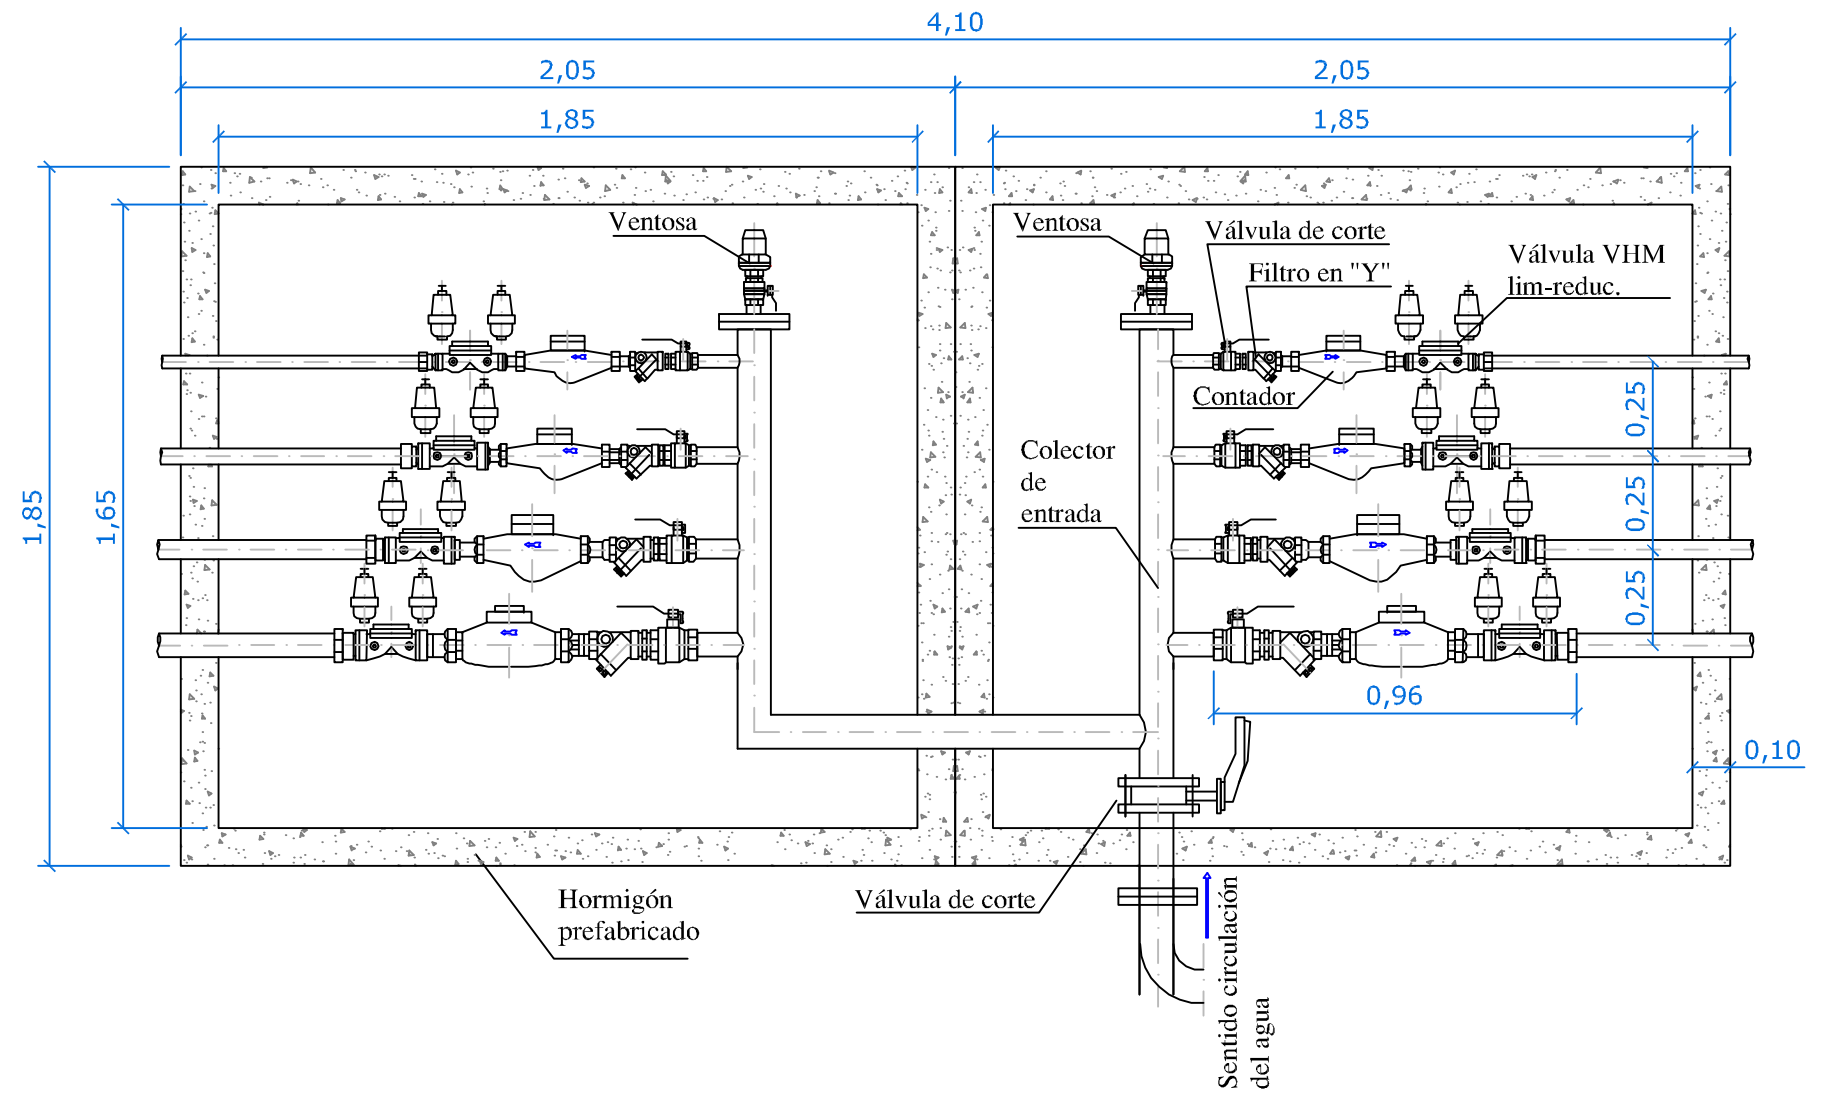 4,10
2,05
2,05
1,85
1,85
Ventosa
Ventosa
Válvula de corte
Filtro en "Y"
Válvula VHM
lim-reduc.
Contador
Colector
de
entrada
0,25
0,25
0,25
1,85
1,65
0,96
0,10
Hormigón
prefabricado
Válvula de corte
Sentido circulación
del agua